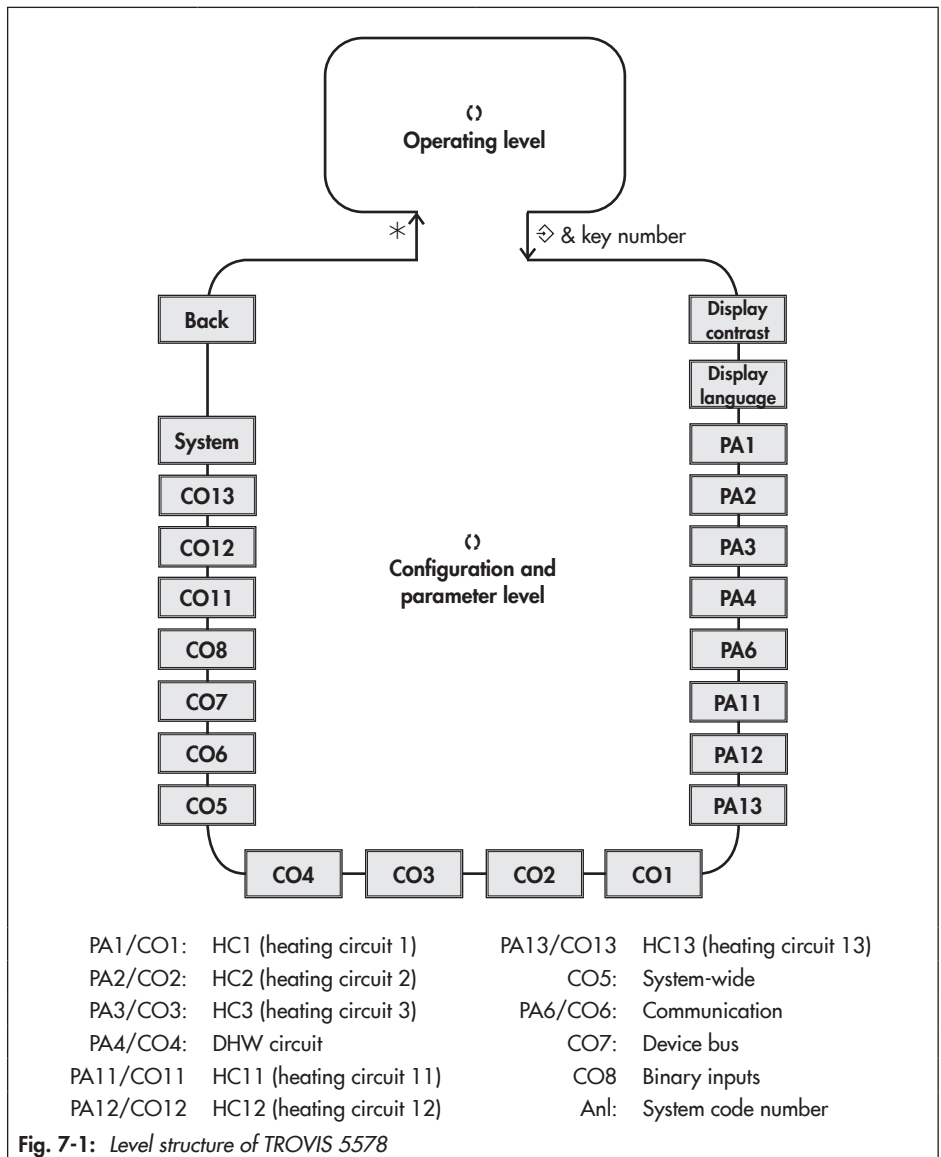 Operating level
* & key number
Back
Display
contrast
Display
language
System
PA1
CO13
PA2
CO12
PA3
Configuration and
parameter level
CO11
PA4
CO8
PA6
CO7
PA11
CO6
PA12
CO5
PA13
CO4 CO3 CO2 CO1
PA1/CO1: HC1 (heating circuit 1) PA13/CO13 HC13 (heating circuit 13)
PA2/CO2: HC2 (heating circuit 2) CO5: System-wide
PA3/CO3: HC3 (heating circuit 3) PA6/CO6: Communication
PA4/CO4: DHW circuit CO7: Device bus
PA11/CO11 HC11 (heating circuit 11) CO8 Binary inputs
PA12/CO12 HC12 (heating circuit 12) Anl: System code number
Fig. 7-1: Level structure of TROVIS 5578